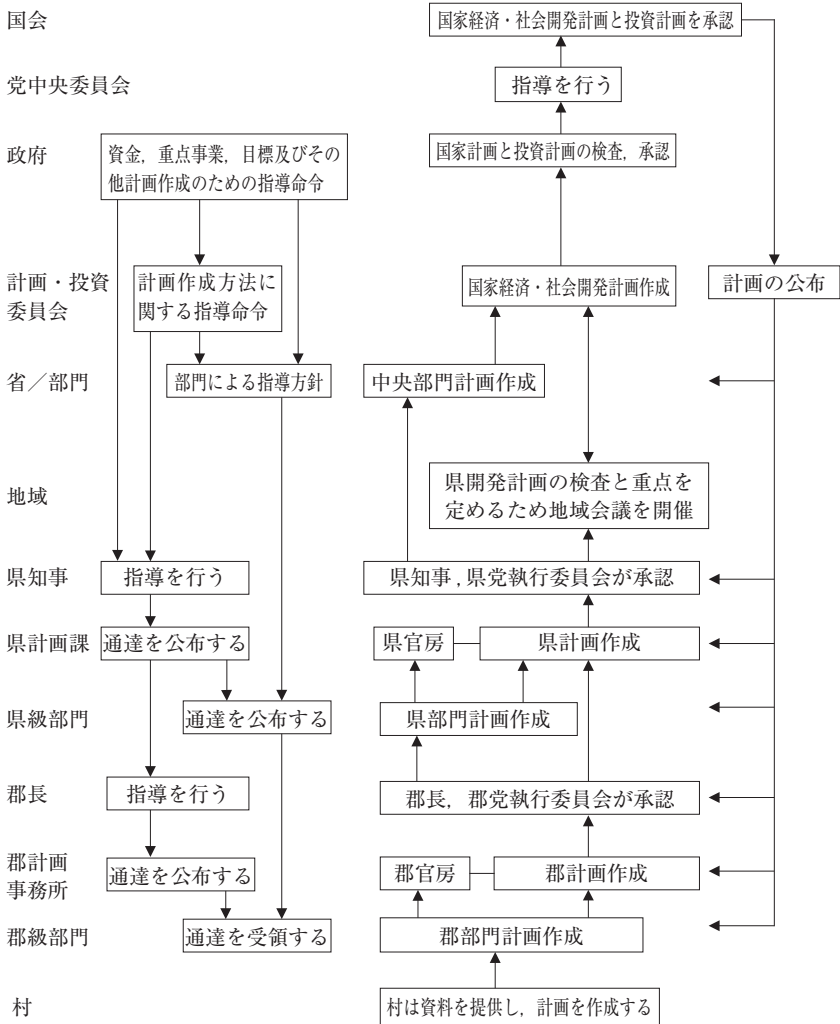 国会
国家経済・社会開発計画と投資計画を承認
党中央委員会
指導を行う
政府
資金，重点事業，目標及びその
他計画作成のための指導命令
国家計画と投資計画の検査，承認
計画・投資
委員会
計画作成方法に
関する指導命令
国家経済・社会開発計画作成
計画の公布
省／部門
部門による指導方針
中央部門計画作成
地域
県開発計画の検査と重点を
定めるため地域会議を開催
県知事
指導を行う
県知事，県党執行委員会が承認
県計画課
通達を公布する
県官房
県計画作成
県級部門
通達を公布する
県部門計画作成
郡長
指導を行う
郡長，郡党執行委員会が承認
郡計画
事務所
通達を公布する
郡官房
郡計画作成
郡級部門
通達を受領する
郡部門計画作成
村
村は資料を提供し，計画を作成する